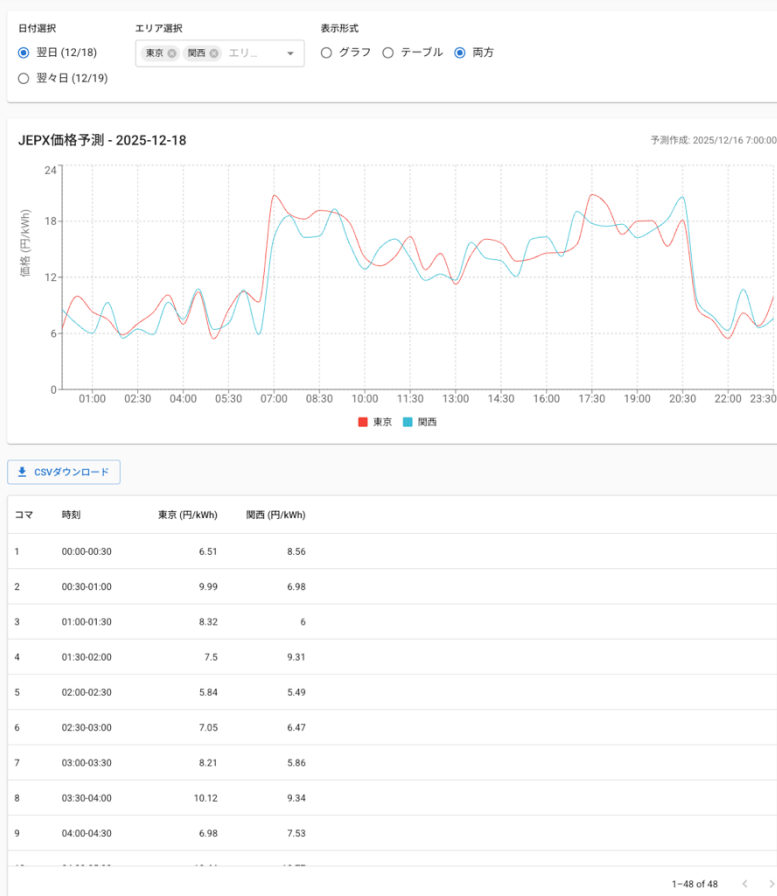 日付選択 エリア選択 表示形式
翌日 (12/18) 東京 関西 エリ... グラフ テーブル 両方
翌々日 (12/19)
JEPX価格予測 - 2025-12-18
予測作成: 2025/12/16 7:00:00
価格 (円/kWh)
24
18
12
6
0
01:00 02:30 04:00 05:30 07:00 08:30 10:00 11:30 13:00 14:30 16:00 17:30 19:00 20:30 22:00 23:30
東京 関西
CSVダウンロード
コマ 時刻 東京 (円/kWh) 関西 (円/kWh)
1 00:00-00:30 6.51 8.56
2 00:30-01:00 9.99 6.98
3 01:00-01:30 8.32 6
4 01:30-02:00 7.5 9.31
5 02:00-02:30 5.84 5.49
6 02:30-03:00 7.05 6.47
7 03:00-03:30 8.21 5.86
8 03:30-04:00 10.12 9.34
9 04:00-04:30 6.98 7.53
1–48 of 48